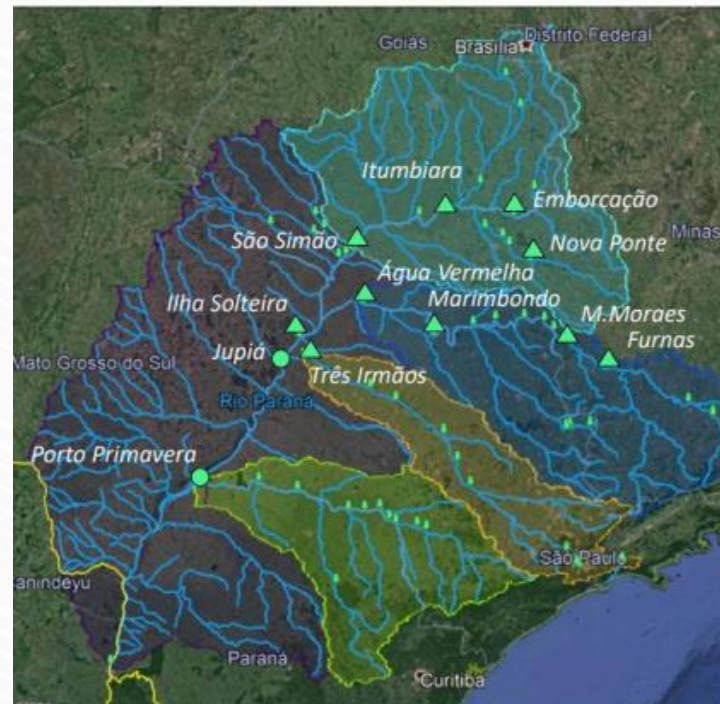 Goiás
Distrito Federal
Brasília
Itumbiara
Emborcação
São Simão
Nova Ponte
Minas
Água Vermelha
Ilha Solteira
Marimbondo
M.Moraes
Jupiá
Furnas
Mato Grosso do Sul
Três Irmãos
Rio Paraná
Porto Primavera
São Paulo
Canindeyu
Paraná
Curitiba